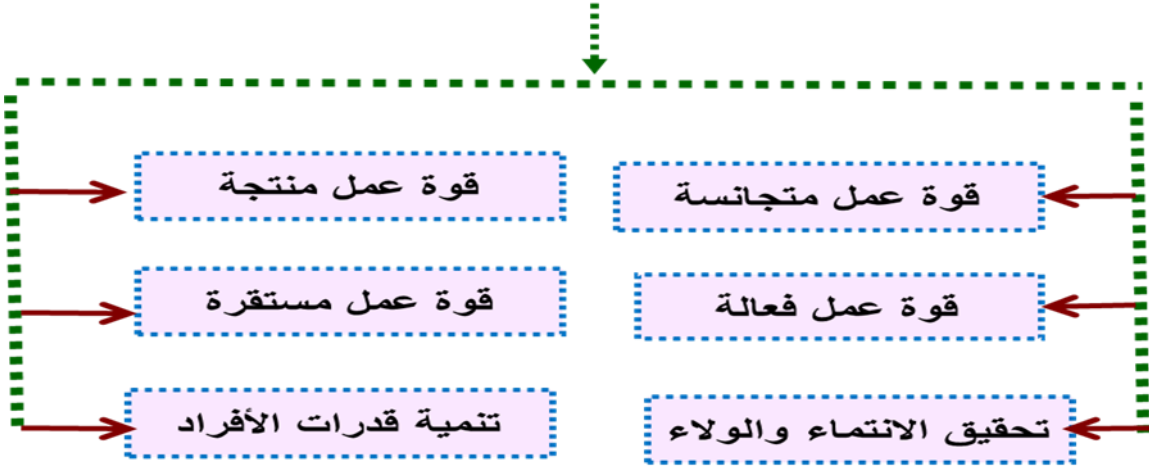 قوة عمل متجانسة
قوة عمل منتجة
قوة عمل فعالة
قوة عمل مستقرة
تحقيق الانتماء والولاء
تنمية قدرات الأفراد